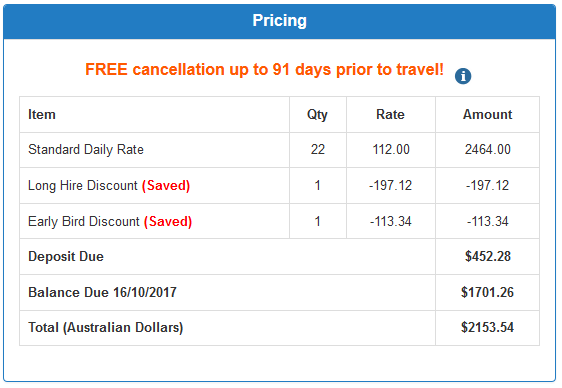 Pricing
FREE cancellation up to 91 days prior to travel! i
Item Qty Rate Amount
Standard Daily Rate 22 112.00 2464.00
Long Hire Discount (Saved) 1 -197.12 -197.12
Early Bird Discount (Saved) 1 -113.34 -113.34
Deposit Due $452.28
Balance Due 16/10/2017 $1701.26
Total (Australian Dollars) $2153.54